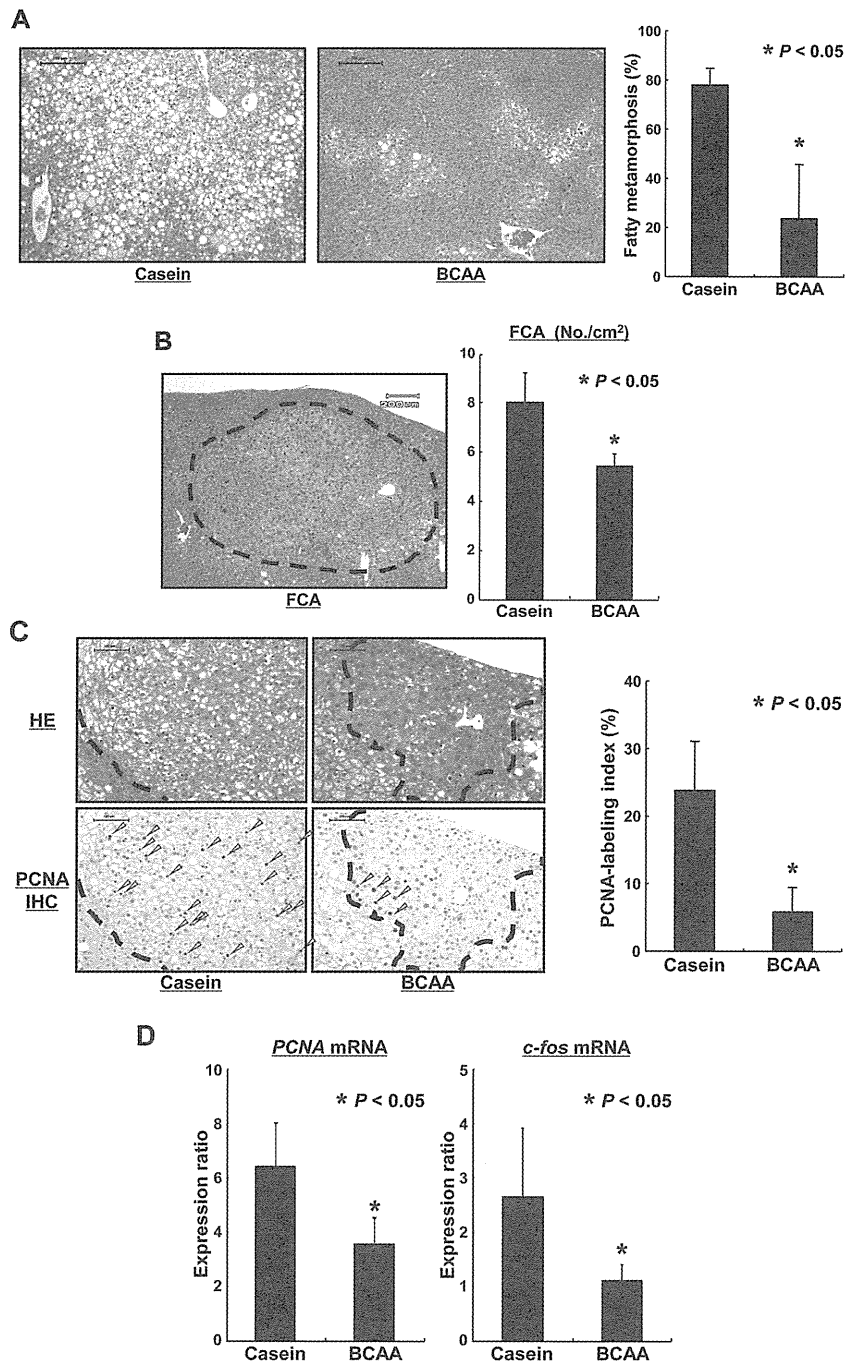 A
Casein
BCAA
Fatty metamorphosis (%)
100
80
60
40
20
0
* P < 0.05
*
Casein
BCAA
B
200um
FCA
FCA (No./cm²)
10
8
6
4
2
0
* P < 0.05
*
Casein
BCAA
C
HE
PCNA
IHC
Casein
BCAA
PCNA-labeling index (%)
40
30
20
10
0
* P < 0.05
*
Casein
BCAA
D
PCNA mRNA
Expression ratio
10
8
6
4
2
0
* P < 0.05
*
Casein
BCAA
c-fos mRNA
Expression ratio
5
4
3
2
1
0
* P < 0.05
*
Casein
BCAA